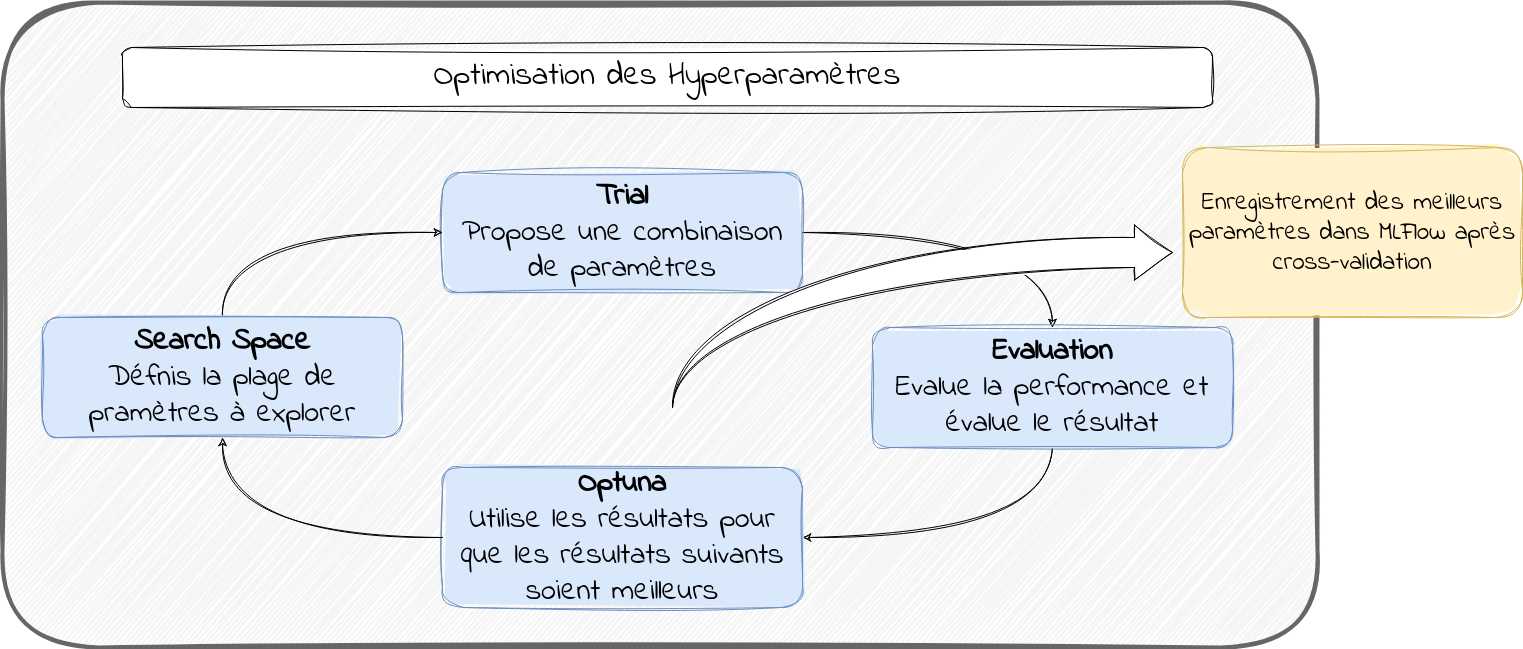 Optimisation des Hyperparamètres
Trial
Propose une combinaison
de paramètres
Enregistrement des meilleurs
paramètres dans MLFlow après
cross-validation
Search Space
Défnis la plage de
pramètres à explorer
Evaluation
Evalue la performance et
évalue le résultat
Optuna
Utilise les résultats pour
que les résultats suivants
soient meilleurs